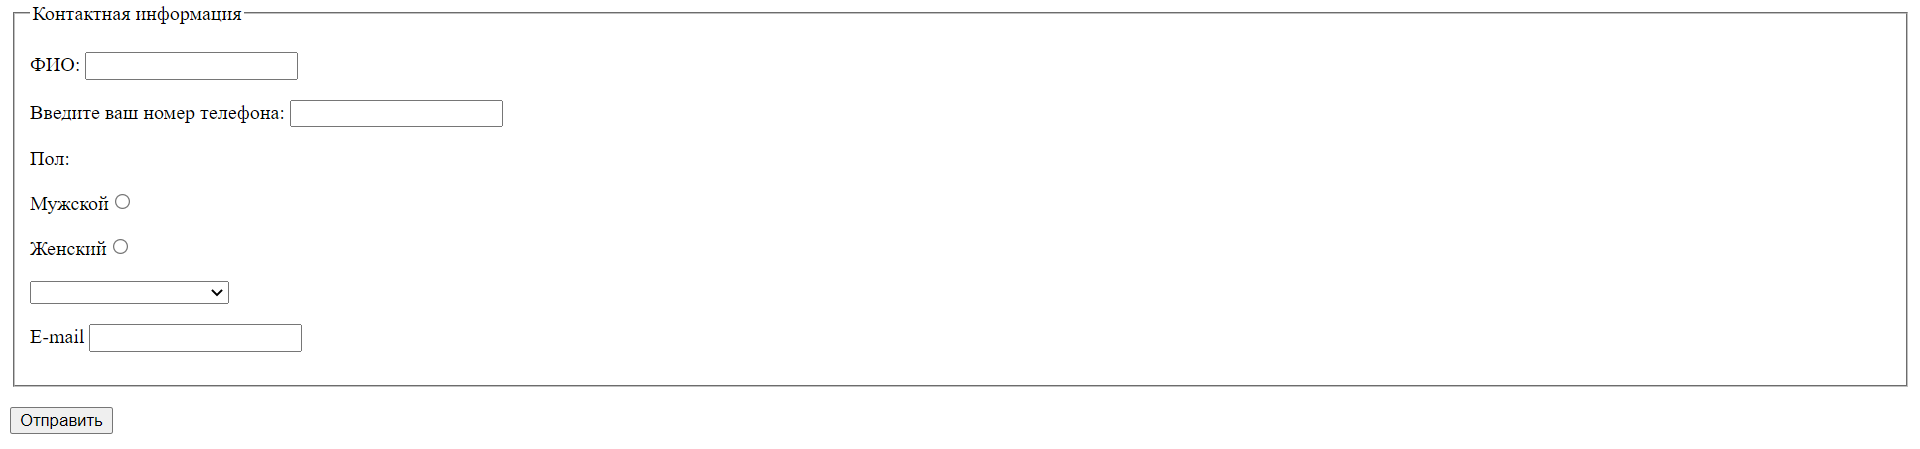 Контактная информация
ФИО:
Введите ваш номер телефона:
Пол:
Мужской
Женский
E-mail
Отправить